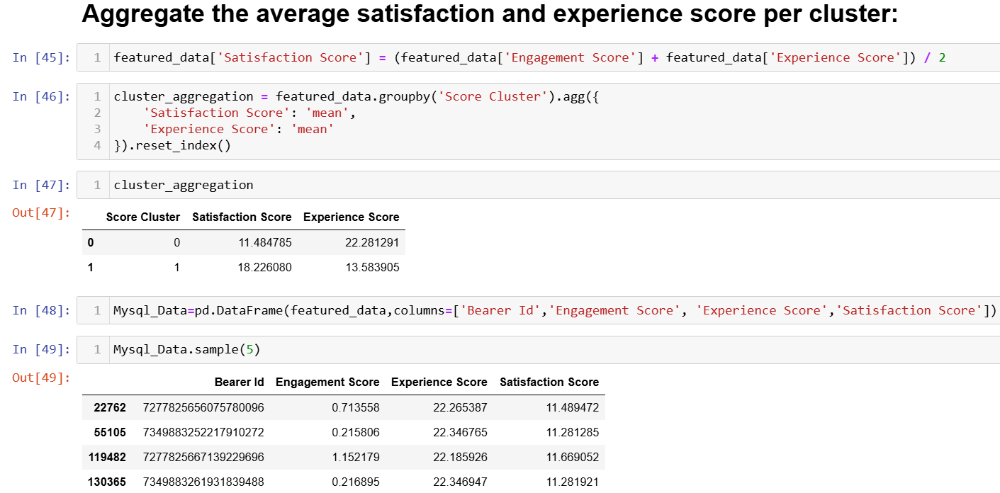 Aggregate the average satisfaction and experience score per cluster:
In [45]: 1 featured_data['Satisfaction Score'] = (featured_data['Engagement Score'] + featured_data['Experience Score']) / 2
In [46]: 1 cluster_aggregation = featured_data.groupby('Score Cluster').agg({
2 'Satisfaction Score': 'mean',
3 'Experience Score': 'mean'
4 }).reset_index()
In [47]: 1 cluster_aggregation
Out[47]:
Score Cluster Satisfaction Score Experience Score
0 0 11.484785 22.281291
1 1 18.226080 13.583905
In [48]: 1 Mysql_Data=pd.DataFrame(featured_data,columns=['Bearer Id','Engagement Score', 'Experience Score','Satisfaction Score'])
In [49]: 1 Mysql_Data.sample(5)
Out[49]:
Bearer Id Engagement Score Experience Score Satisfaction Score
22762 7277825656075780096 0.713558 22.265387 11.489472
55105 7349883252217910272 0.215806 22.346765 11.281285
119482 7277825667139229696 1.152179 22.185926 11.669052
130365 7349883261931839488 0.216895 22.346947 11.281921